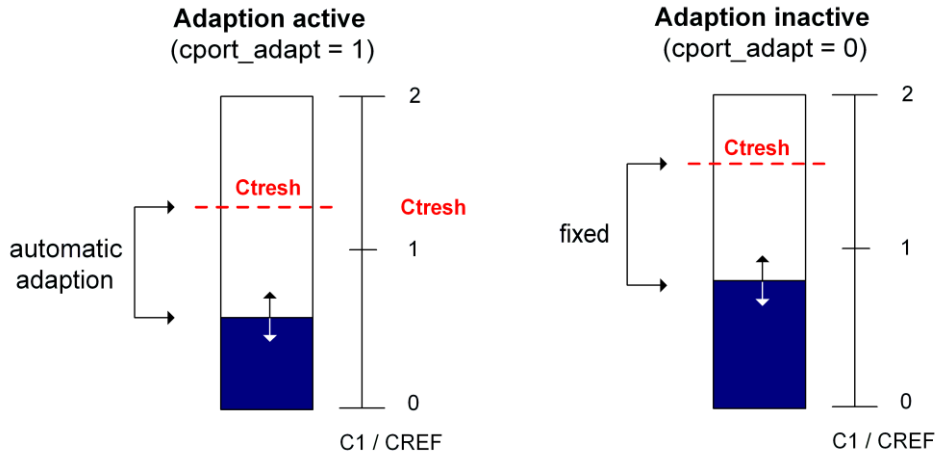 Adaption active
(cport_adapt = 1)
2
Ctresh
Ctresh
automatic
adaption
1
0
C1 / CREF
Adaption inactive
(cport_adapt = 0)
2
Ctresh
fixed
1
0
C1 / CREF